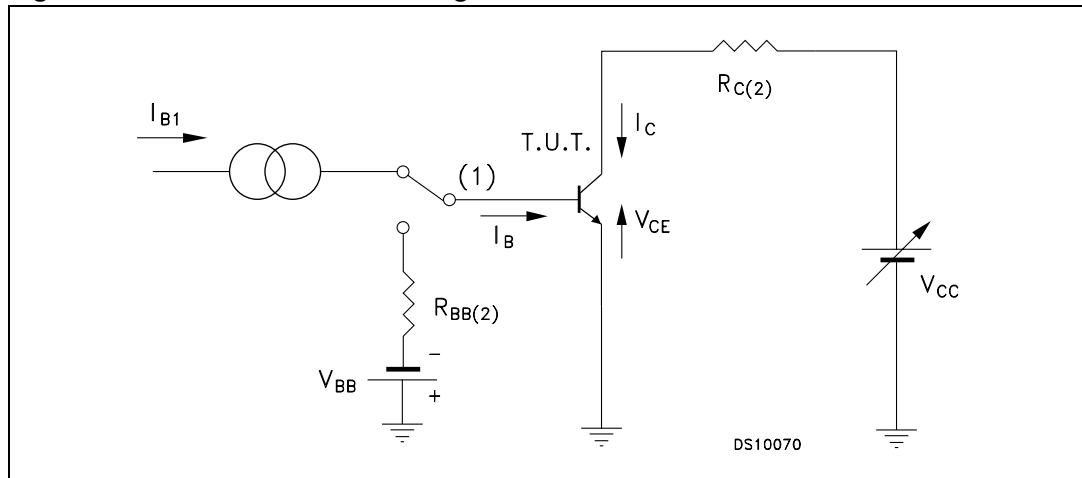 R_C(2)
I_B1
I_C
T.U.T.
(1)
V_CE
I_B
V_CC
R_BB(2)
−
V_BB
+
DS10070